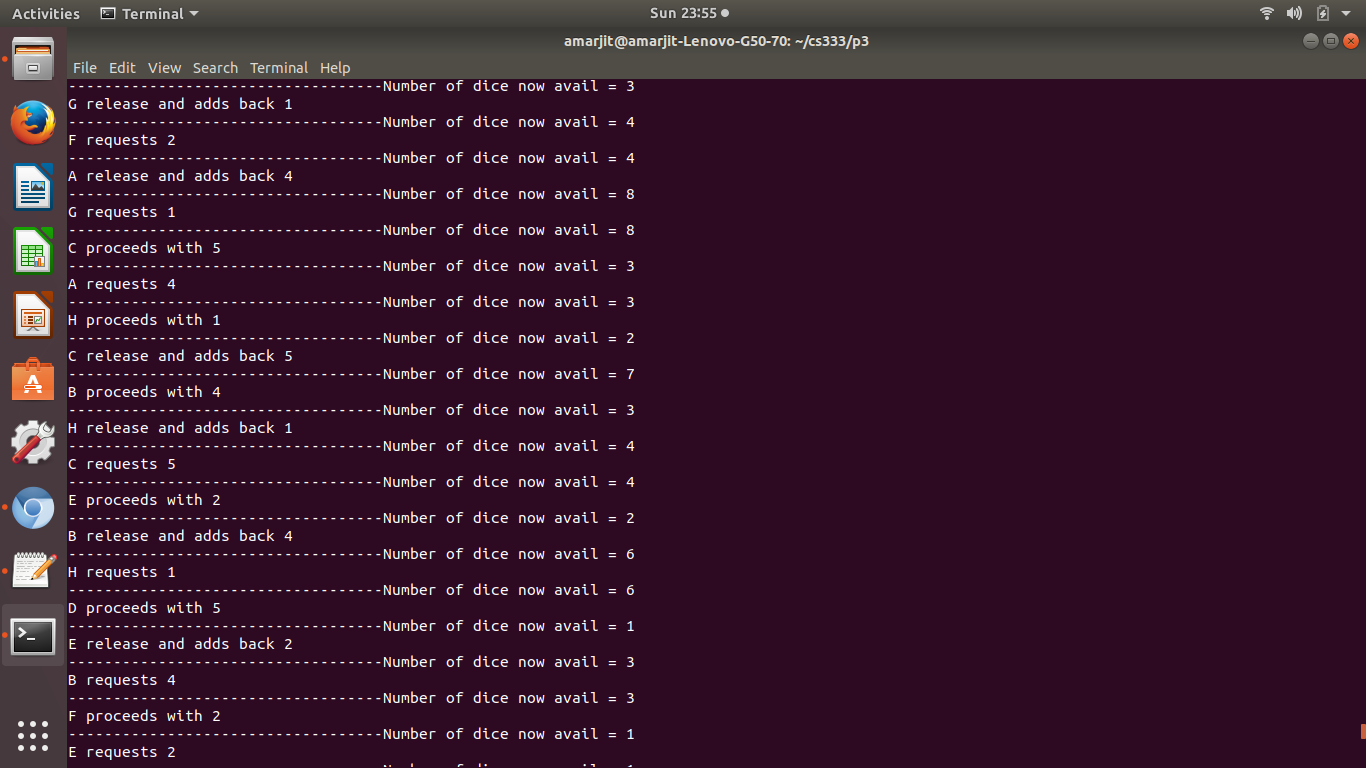 Activities Terminal Sun 23:55
amarjit@amarjit-Lenovo-G50-70: ~/cs333/p3
File Edit View Search Terminal Help
-----------------------------------Number of dice now avail = 3
G release and adds back 1
-----------------------------------Number of dice now avail = 4
F requests 2
-----------------------------------Number of dice now avail = 4
A release and adds back 4
-----------------------------------Number of dice now avail = 8
G requests 1
-----------------------------------Number of dice now avail = 8
C proceeds with 5
-----------------------------------Number of dice now avail = 3
A requests 4
-----------------------------------Number of dice now avail = 3
H proceeds with 1
-----------------------------------Number of dice now avail = 2
C release and adds back 5
-----------------------------------Number of dice now avail = 7
B proceeds with 4
-----------------------------------Number of dice now avail = 3
H release and adds back 1
-----------------------------------Number of dice now avail = 4
C requests 5
-----------------------------------Number of dice now avail = 4
E proceeds with 2
-----------------------------------Number of dice now avail = 2
B release and adds back 4
-----------------------------------Number of dice now avail = 6
H requests 1
-----------------------------------Number of dice now avail = 6
D proceeds with 5
-----------------------------------Number of dice now avail = 1
E release and adds back 2
-----------------------------------Number of dice now avail = 3
B requests 4
-----------------------------------Number of dice now avail = 3
F proceeds with 2
-----------------------------------Number of dice now avail = 1
E requests 2